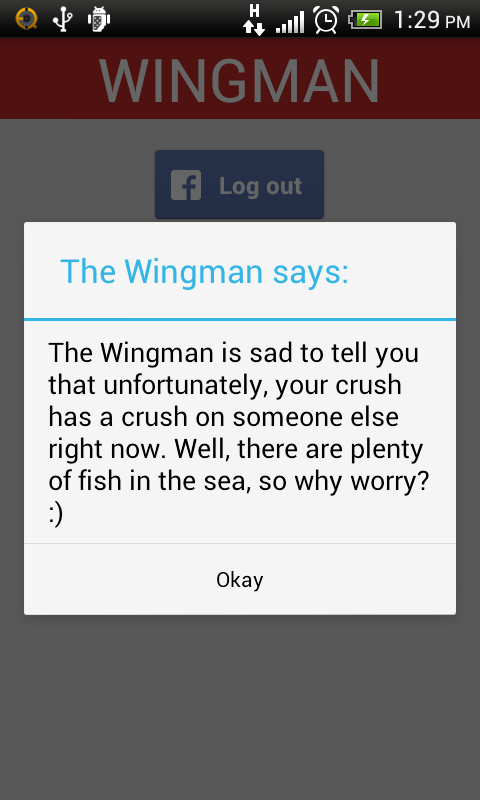 H
1:29 PM
WINGMAN
Log out
The Wingman says:
The Wingman is sad to tell you
that unfortunately, your crush
has a crush on someone else
right now. Well, there are plenty
of fish in the sea, so why worry?
:)
Okay